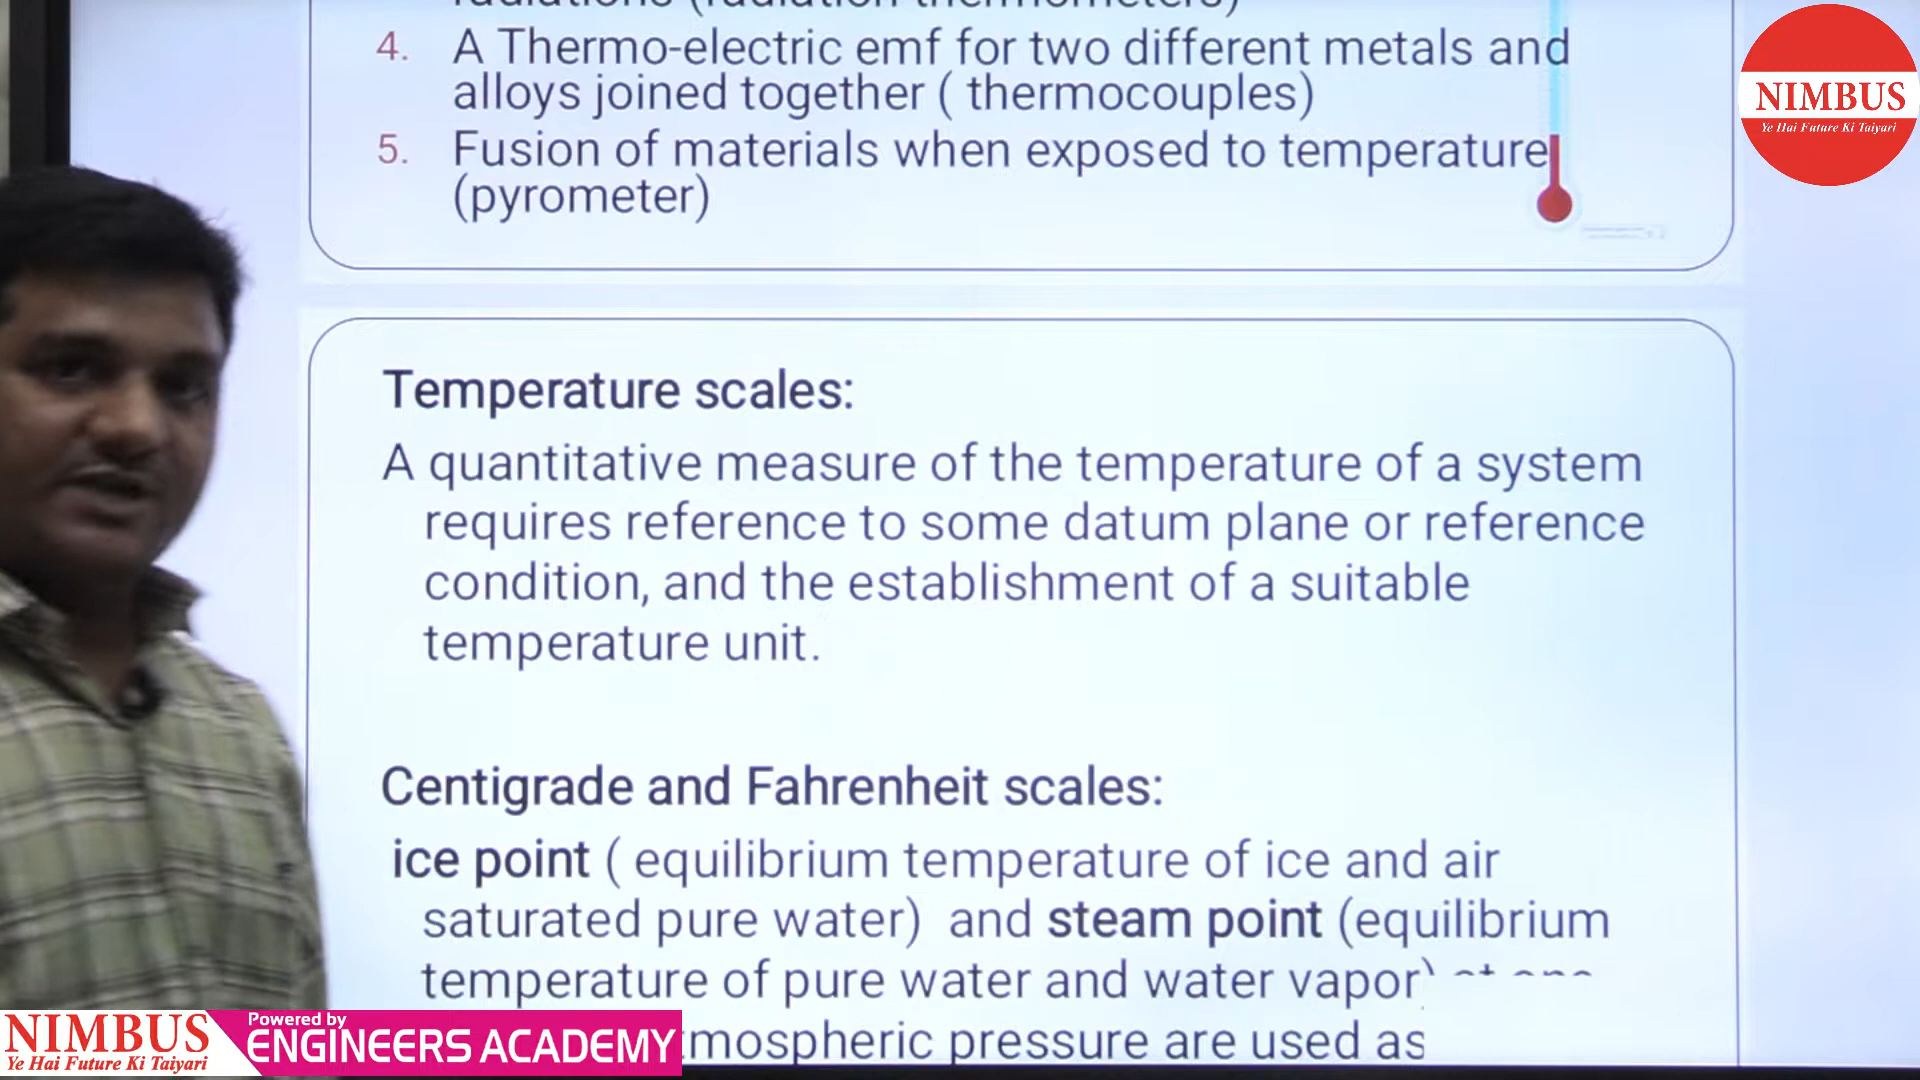 radiations (radiation thermometers)
4. A Thermo-electric emf for two different metals and
alloys joined together ( thermocouples)
5. Fusion of materials when exposed to temperature
(pyrometer)
NIMBUS
Ye Hai Future Ki Taiyari
Temperature scales:
A quantitative measure of the temperature of a system
requires reference to some datum plane or reference
condition, and the establishment of a suitable
temperature unit.
Centigrade and Fahrenheit scales:
ice point ( equilibrium temperature of ice and air
saturated pure water) and steam point (equilibrium
temperature of pure water and water vapor)
pressure are used as
NIMBUS
Ye Hai Future Ki Taiyari
Powered by
ENGINEERS ACADEMY